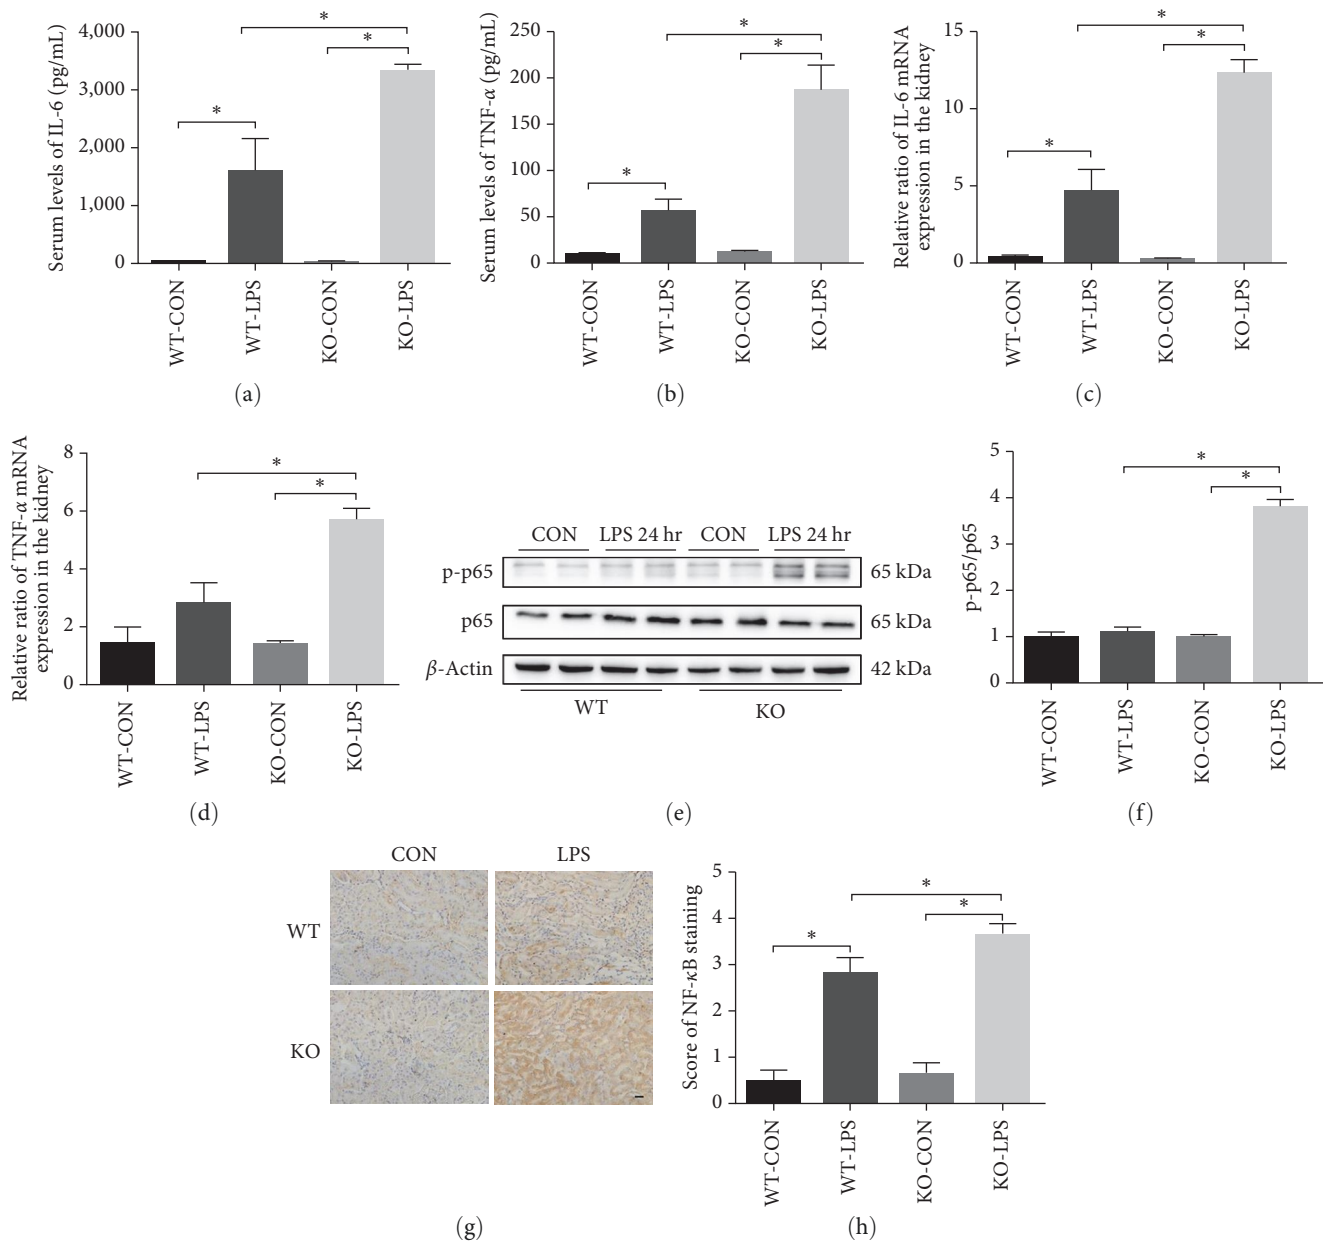 Serum levels of IL-6 (pg/mL)
4,000
3,000
2,000
1,000
0
*
*
*
WT-CON
WT-LPS
KO-CON
KO-LPS
(a)
Serum levels of TNF-α (pg/mL)
250
200
150
100
50
0
*
*
*
WT-CON
WT-LPS
KO-CON
KO-LPS
(b)
Relative ratio of IL-6 mRNA
expression in the kidney
15
10
5
0
*
*
*
WT-CON
WT-LPS
KO-CON
KO-LPS
(c)
Relative ratio of TNF-α mRNA
expression in the kidney
8
6
4
2
0
*
*
WT-CON
WT-LPS
KO-CON
KO-LPS
(d)
CON LPS 24 hr CON LPS 24 hr
p-p65 65 kDa
p65 65 kDa
β-Actin 42 kDa
WT KO
(e)
p-p65/p65
5
4
3
2
1
0
*
*
WT-CON
WT-LPS
KO-CON
KO-LPS
(f)
CON LPS
WT
KO
(g)
Score of NF-κB staining
5
4
3
2
1
0
*
*
*
WT-CON
WT-LPS
KO-CON
KO-LPS
(h)